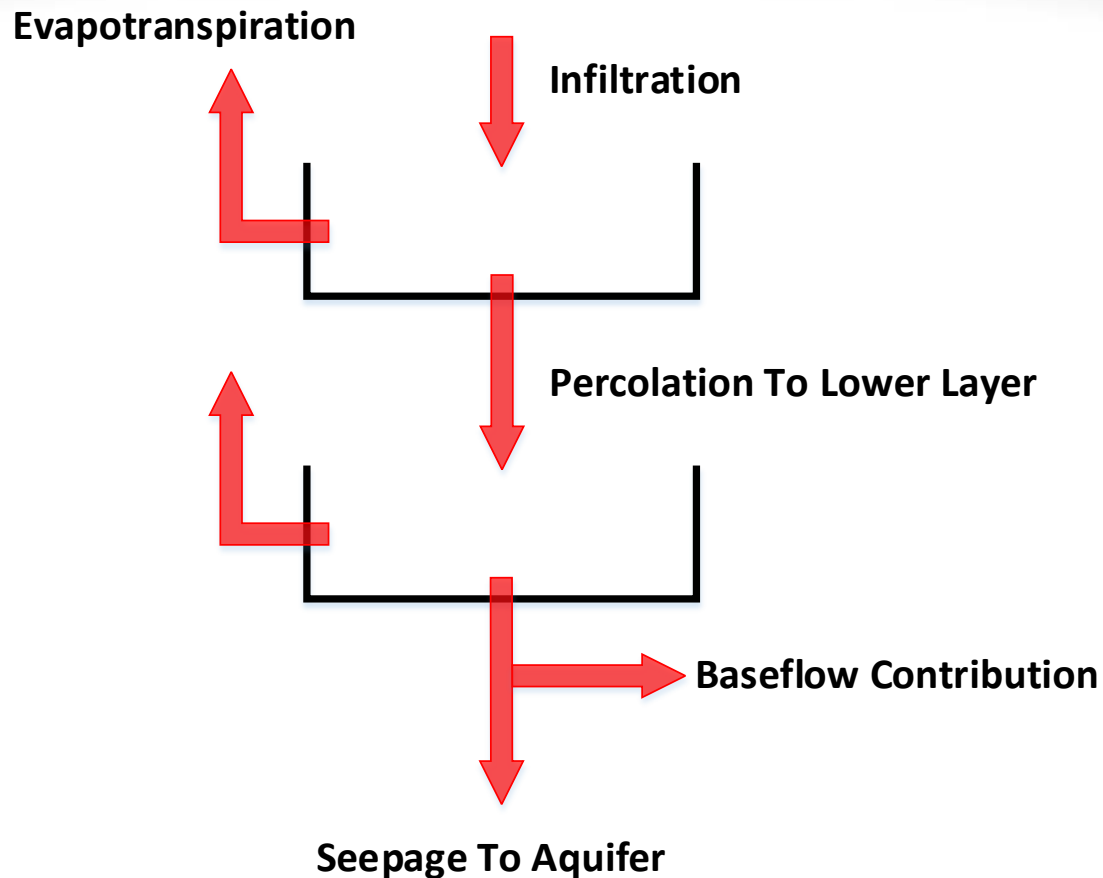 Evapotranspiration
Infiltration
Percolation To Lower Layer
Baseflow Contribution
Seepage To Aquifer